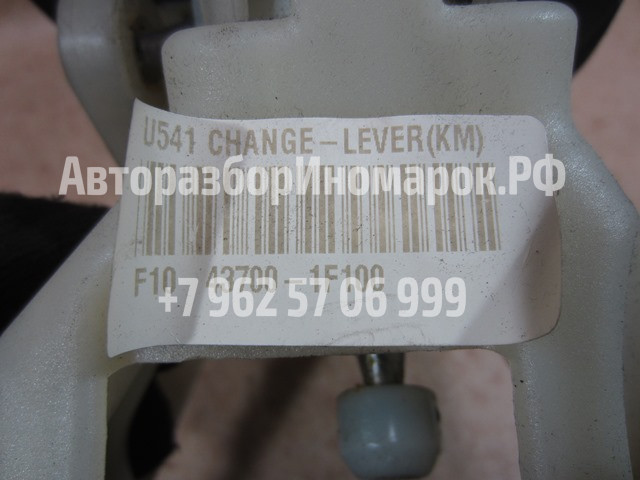 U541 CHANGE-LEVER(KM)
АвторазборИномарок.РФ
F10 43700-1F100
+7 962 57 06 999